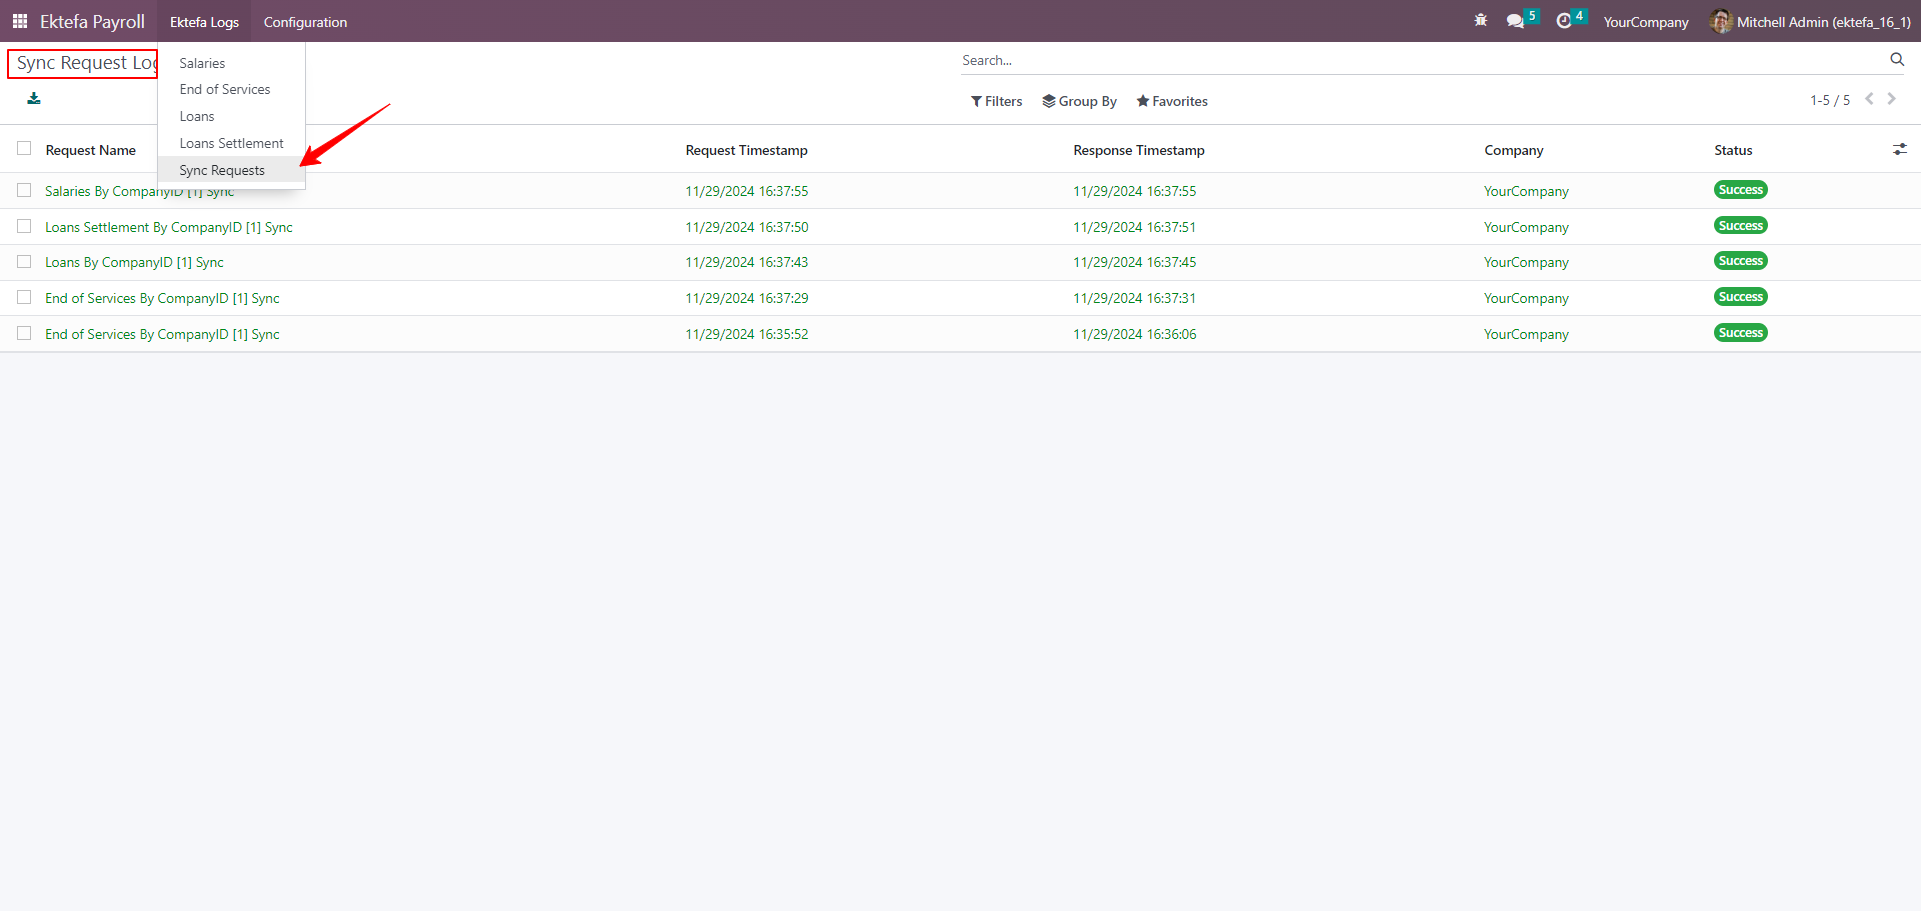 Ektefa Payroll Ektefa Logs Configuration 5 4 YourCompany Mitchell Admin (ektefa_16_1)
Sync Request Log
Salaries
End of Services
Loans
Loans Settlement
Sync Requests
Search...
Filters Group By Favorites 1-5 / 5
Request Name Request Timestamp Response Timestamp Company Status
Salaries By CompanyID [1] Sync 11/29/2024 16:37:55 11/29/2024 16:37:55 YourCompany Success
Loans Settlement By CompanyID [1] Sync 11/29/2024 16:37:50 11/29/2024 16:37:51 YourCompany Success
Loans By CompanyID [1] Sync 11/29/2024 16:37:43 11/29/2024 16:37:45 YourCompany Success
End of Services By CompanyID [1] Sync 11/29/2024 16:37:29 11/29/2024 16:37:31 YourCompany Success
End of Services By CompanyID [1] Sync 11/29/2024 16:35:52 11/29/2024 16:36:06 YourCompany Success